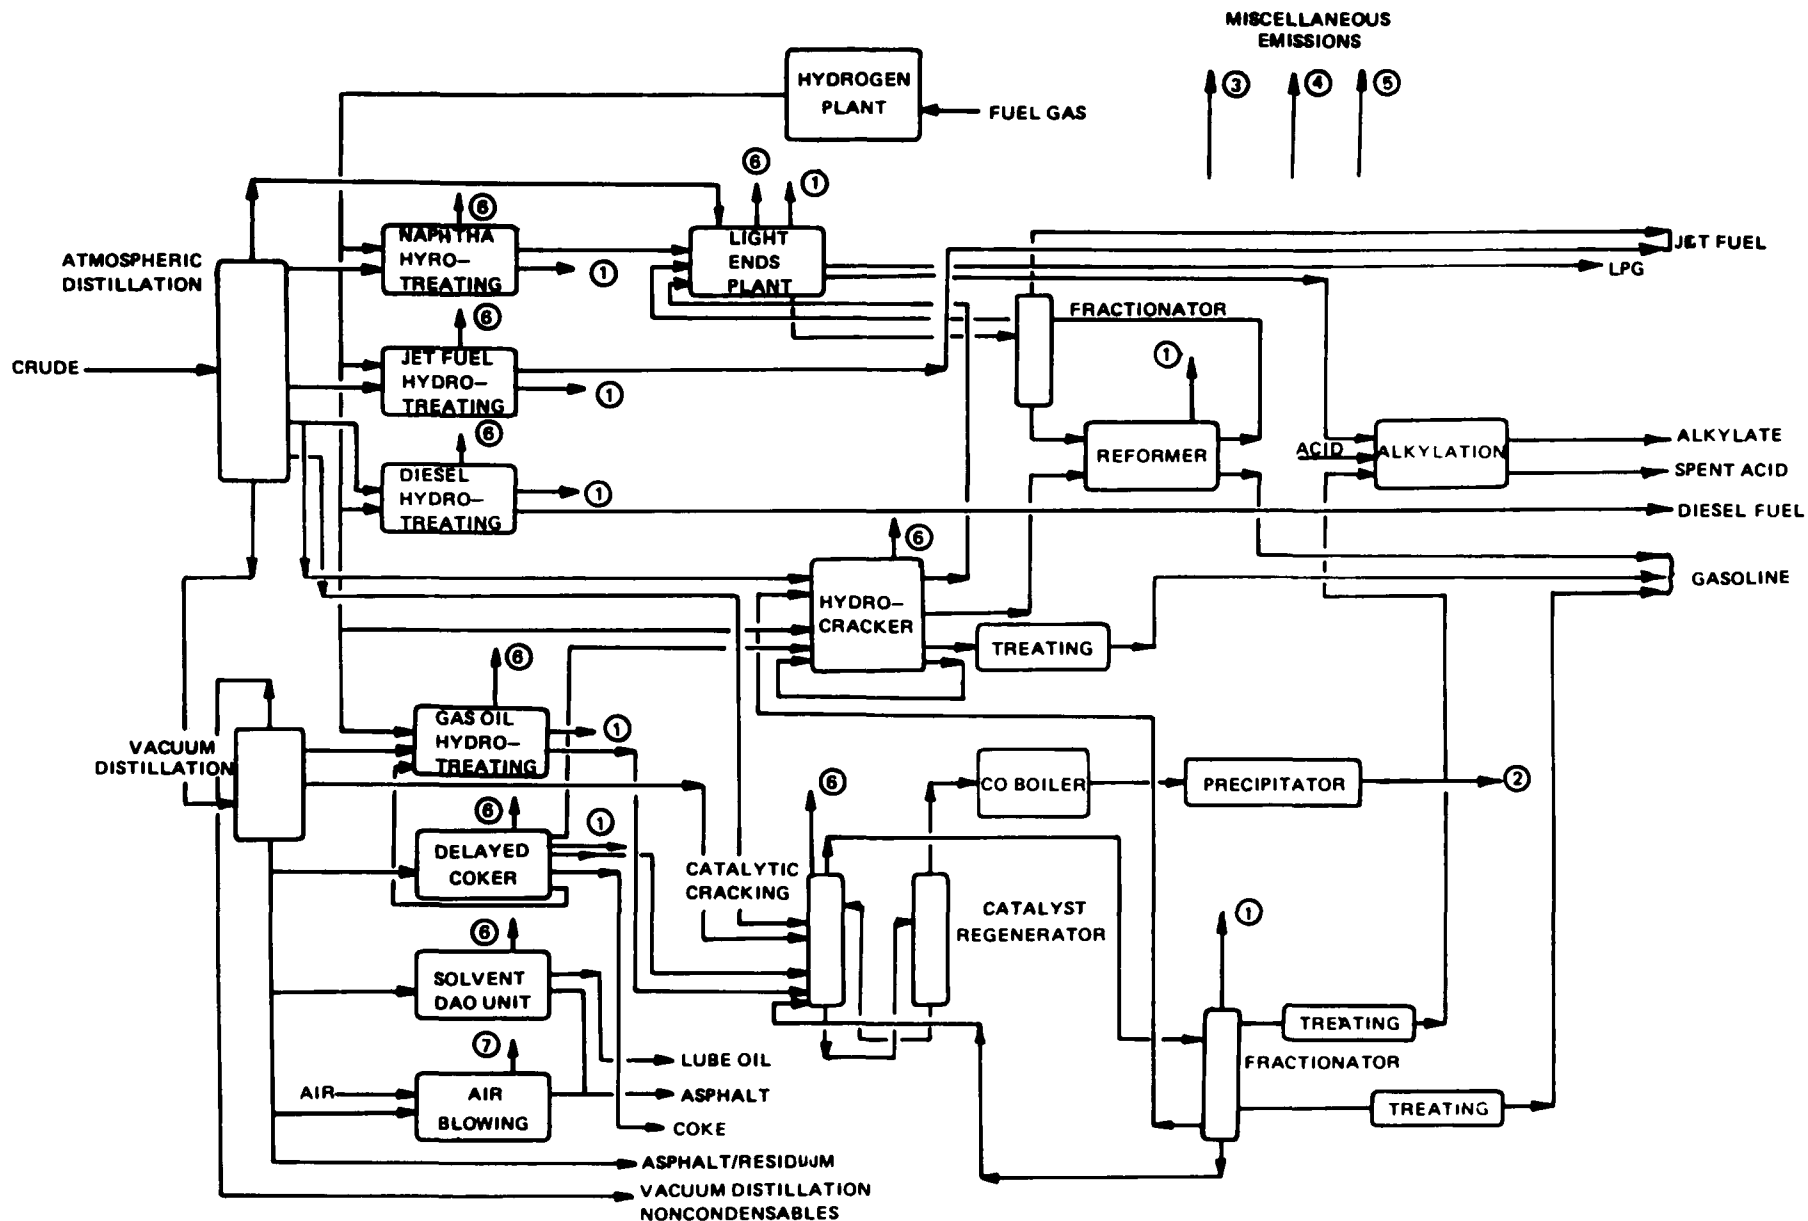 MISCELLANEOUS
EMISSIONS
③
④
⑤
HYDROGEN
PLANT
FUEL GAS
⑥
①
⑥
NAPHTHA
HYRO-
TREATING
①
LIGHT
ENDS
PLANT
JET FUEL
LPG
ATMOSPHERIC
DISTILLATION
⑥
FRACTIONATOR
CRUDE
JET FUEL
HYDRO-
TREATING
①
①
⑥
DIESEL
HYDRO-
TREATING
①
REFORMER
ACID
ALKYLATION
ALKYLATE
SPENT ACID
DIESEL FUEL
⑥
HYDRO-
CRACKER
TREATING
GASOLINE
⑥
GAS OIL
HYDRO-
TREATING
①
VACUUM
DISTILLATION
⑥
CO BOILER
PRECIPITATOR
②
⑥
①
DELAYED
COKER
CATALYTIC
CRACKING
CATALYST
REGENERATOR
①
⑥
SOLVENT
DAO UNIT
TREATING
FRACTIONATOR
⑦
LUBE OIL
AIR
AIR
BLOWING
ASPHALT
TREATING
COKE
ASPHALT/RESIDUUM
VACUUM DISTILLATION
NONCONDENSABLES